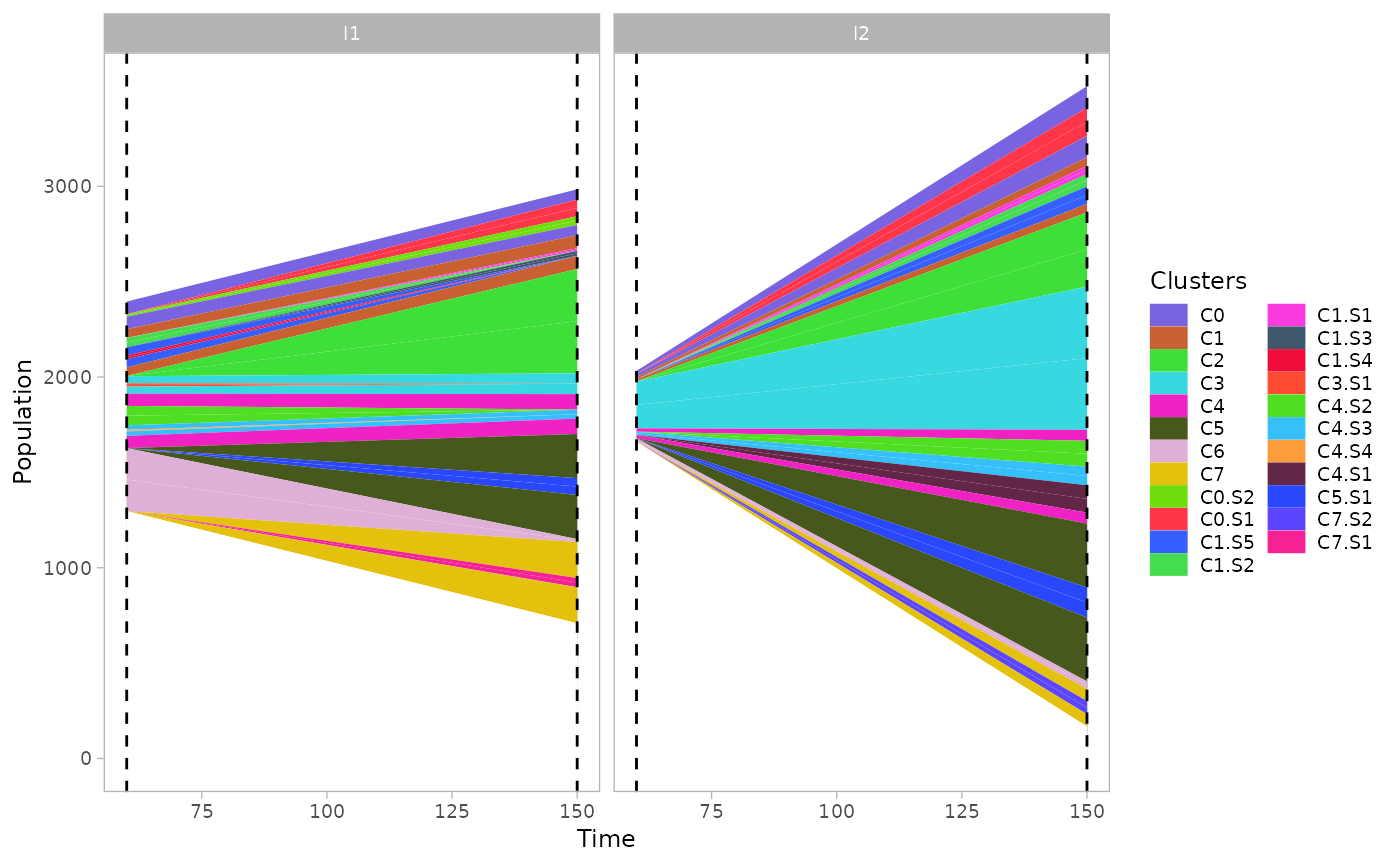 I1
I2
Population
3000
2000
1000
0
75
100
125
150
75
100
125
150
Time
Clusters
C0
C1
C2
C3
C4
C5
C6
C7
C0.S2
C0.S1
C1.S5
C1.S2
C1.S1
C1.S3
C1.S4
C3.S1
C4.S2
C4.S3
C4.S4
C4.S1
C5.S1
C7.S2
C7.S1